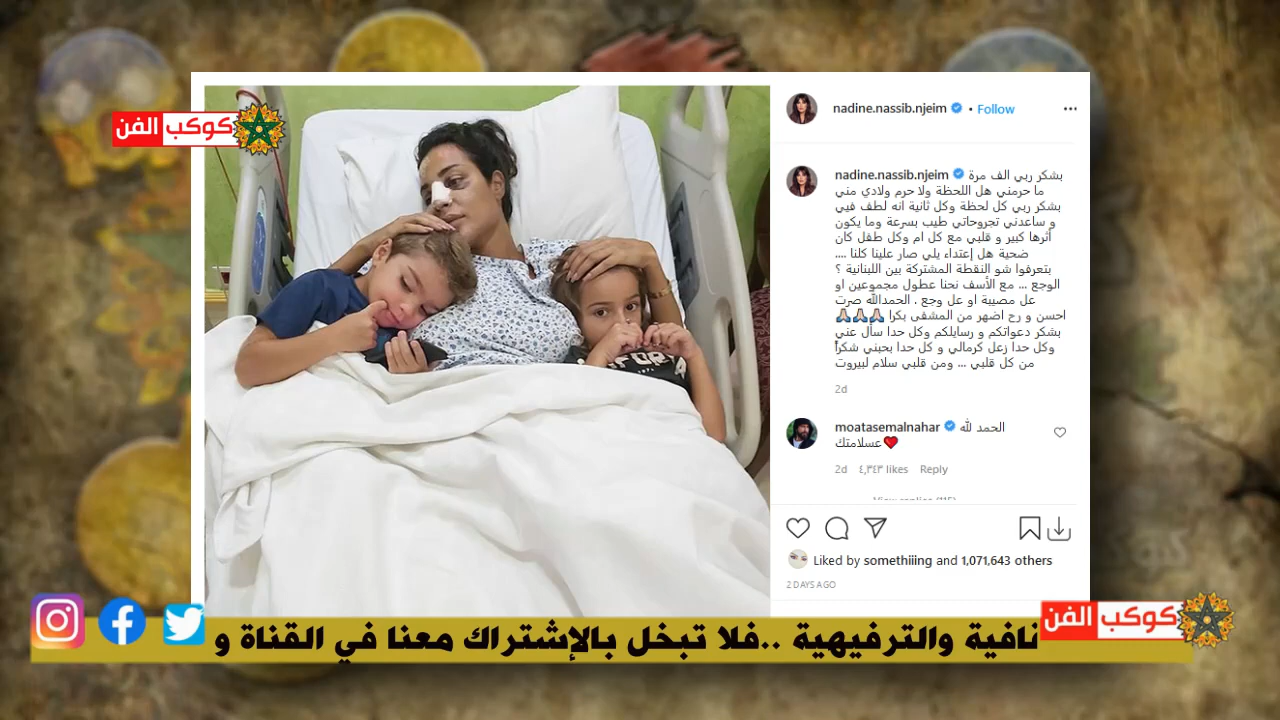 كوكب الفن
nadine.nassib.njeim • Follow
nadine.nassib.njeim بشكر ربي الف مرة
ما حرمني هل اللحظة ولا حرم ولادي مني
بشكر ربي كل لحظة وكل ثانية انه لطف فيي
و ساعدني تجروحاتي طيب بسرعة وما يكون
أثرها كبير و قلبي مع كل ام وكل طفل كان
ضحية هل إعتداء يلي صار علينا كلنا ....
بتعرفوا شو النقطة المشتركة بين اللبنانية ؟
الوجع ... مع الأسف نحنا عطول مجموعين او
عل مصيبة او عل وجع . الحمدالله صرت
احسن و رح اضهر من المشفى بكرا 🙏🏻🙏🏻🙏🏻
بشكر دعواتكم و رسايلكم وكل حدا سأل عني
وكل حدا زعل كرمالي و كل حدا بحبني شكراً
من كل قلبي ... ومن قلبي سلام لبيروت
2d
moatasemalnahar الحمد لله
عسلامتك❤️
2d ٤,٣٤٣ likes Reply
View replies (115)
Liked by somethiiing and 1,071,643 others
2 DAYS AGO
كوكب الفن
قافية والترفيهية ..فلا تبخل بالإشتراك معنا في القناة و